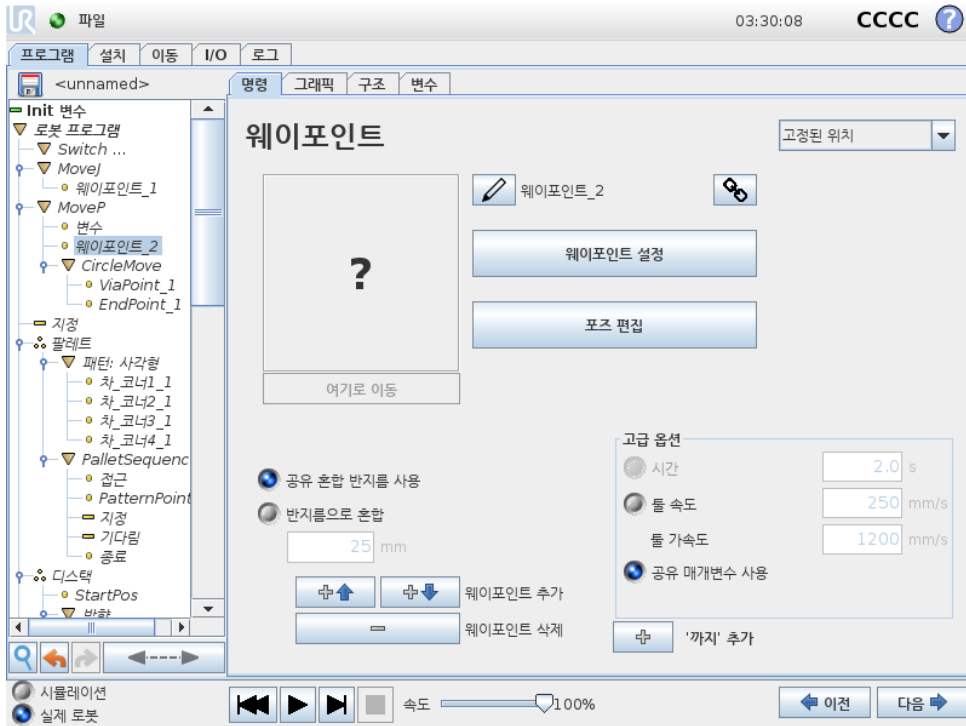 UR 파일 03:30:08 CCCC ?
프로그램 설치 이동 I/O 로그
<unnamed>
명령 그래픽 구조 변수
Init 변수
로봇 프로그램
Switch ...
MoveJ
웨이포인트_1
MoveP
변수
웨이포인트_2
CircleMove
ViaPoint_1
EndPoint_1
지정
팔레트
패턴: 사각형
차_코너1_1
차_코너2_1
차_코너3_1
차_코너4_1
PalletSequenc
접근
PatternPoint
지정
기다림
종료
디스택
StartPos
방향
웨이포인트
고정된 위치
?
웨이포인트_2
웨이포인트 설정
포즈 편집
여기로 이동
공유 혼합 반지름 사용
반지름으로 혼합
25 mm
웨이포인트 추가
웨이포인트 삭제
고급 옵션
시간 2.0 s
툴 속도 250 mm/s
툴 가속도 1200 mm/s
공유 매개변수 사용
'까지' 추가
시뮬레이션
실제 로봇
속도 100%
이전 다음